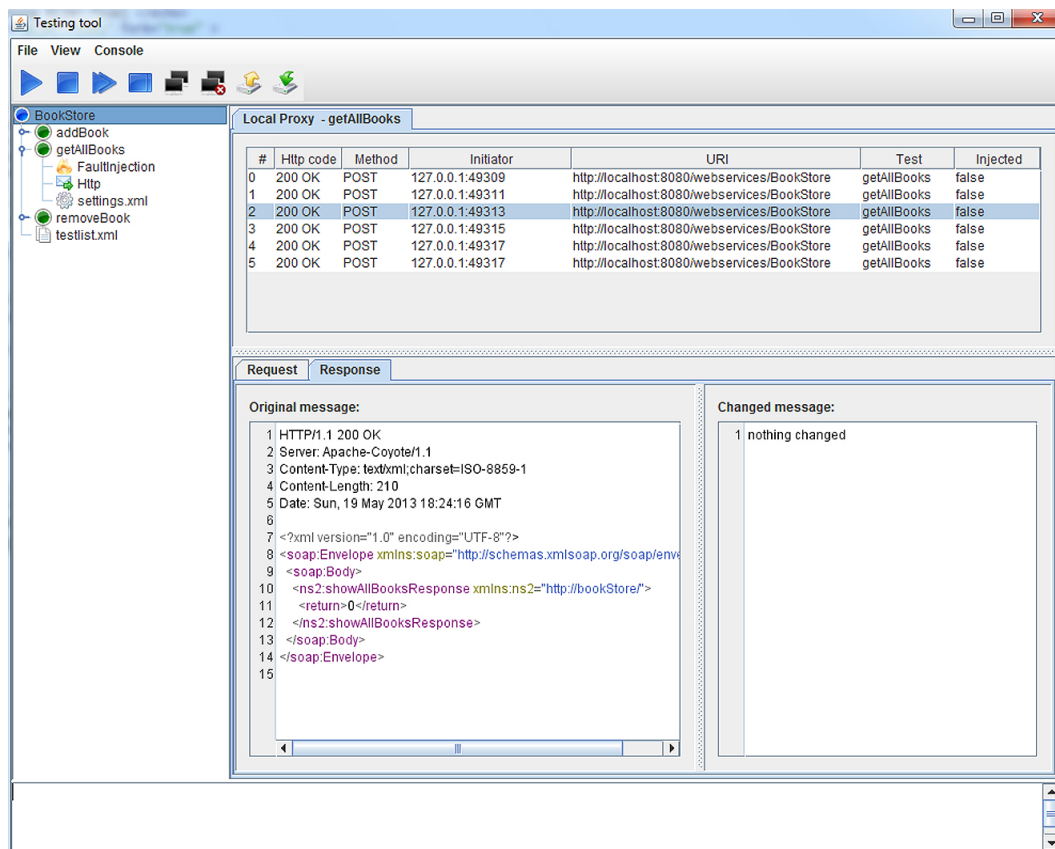 Testing tool
File View Console
BookStore
addBook
getAllBooks
FaultInjection
Http
settings.xml
removeBook
testlist.xml
Local Proxy - getAllBooks
# Http code Method Initiator URI Test Injected
0 200 OK POST 127.0.0.1:49309 http://localhost:8080/webservices/BookStore getAllBooks false
1 200 OK POST 127.0.0.1:49311 http://localhost:8080/webservices/BookStore getAllBooks false
2 200 OK POST 127.0.0.1:49313 http://localhost:8080/webservices/BookStore getAllBooks false
3 200 OK POST 127.0.0.1:49315 http://localhost:8080/webservices/BookStore getAllBooks false
4 200 OK POST 127.0.0.1:49317 http://localhost:8080/webservices/BookStore getAllBooks false
5 200 OK POST 127.0.0.1:49317 http://localhost:8080/webservices/BookStore getAllBooks false
Request Response
Original message:
1 HTTP/1.1 200 OK
2 Server: Apache-Coyote/1.1
3 Content-Type: text/xml;charset=ISO-8859-1
4 Content-Length: 210
5 Date: Sun, 19 May 2013 18:24:16 GMT
6
7 <?xml version="1.0" encoding="UTF-8"?>
8 <soap:Envelope xmlns:soap="http://schemas.xmlsoap.org/soap/enve
9 <soap:Body>
10 <ns2:showAllBooksResponse xmlns:ns2="http://bookStore/">
11 <return>0</return>
12 </ns2:showAllBooksResponse>
13 </soap:Body>
14 </soap:Envelope>
15
Changed message:
1 nothing changed